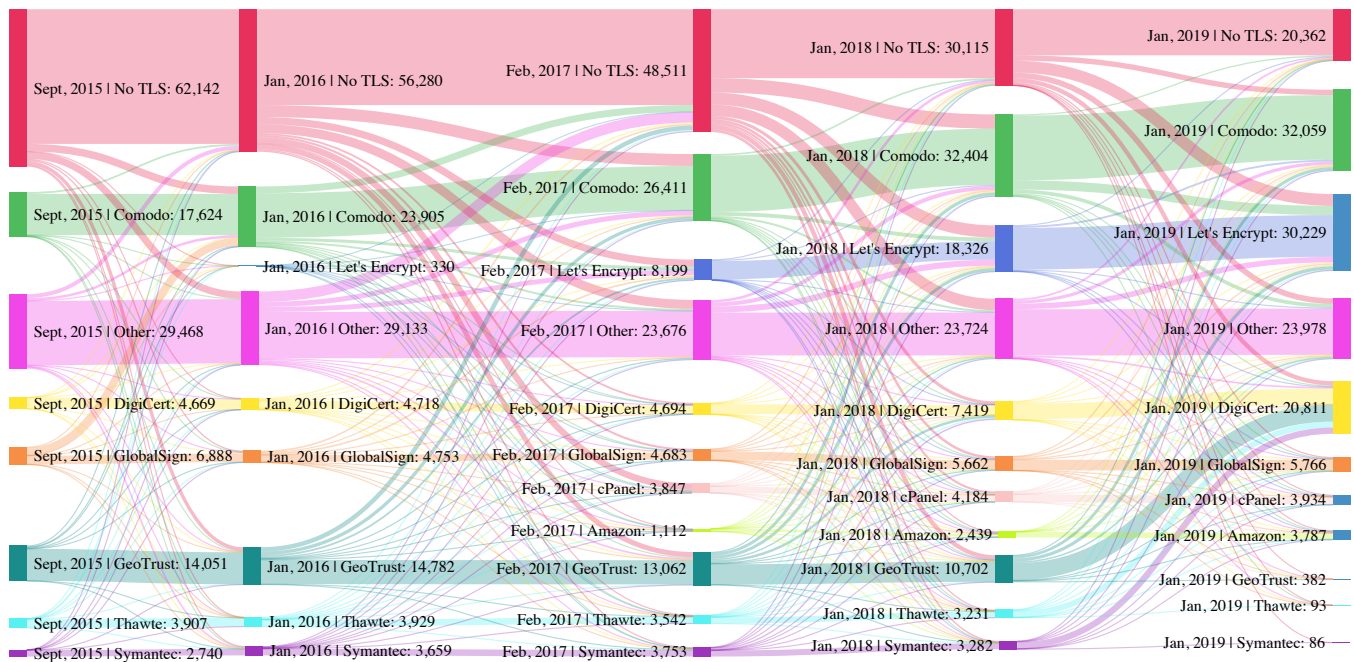 Sept, 2015 | No TLS: 62,142
Sept, 2015 | Comodo: 17,624
Sept, 2015 | Other: 29,468
Sept, 2015 | DigiCert: 4,669
Sept, 2015 | GlobalSign: 6,888
Sept, 2015 | GeoTrust: 14,051
Sept, 2015 | Thawte: 3,907
Sept, 2015 | Symantec: 2,740
Jan, 2016 | No TLS: 56,280
Jan, 2016 | Comodo: 23,905
Jan, 2016 | Let's Encrypt: 330
Jan, 2016 | Other: 29,133
Jan, 2016 | DigiCert: 4,718
Jan, 2016 | GlobalSign: 4,753
Jan, 2016 | GeoTrust: 14,782
Jan, 2016 | Thawte: 3,929
Jan, 2016 | Symantec: 3,659
Feb, 2017 | No TLS: 48,511
Feb, 2017 | Comodo: 26,411
Feb, 2017 | Let's Encrypt: 8,199
Feb, 2017 | Other: 23,676
Feb, 2017 | DigiCert: 4,694
Feb, 2017 | GlobalSign: 4,683
Feb, 2017 | cPanel: 3,847
Feb, 2017 | Amazon: 1,112
Feb, 2017 | GeoTrust: 13,062
Feb, 2017 | Thawte: 3,542
Feb, 2017 | Symantec: 3,753
Jan, 2018 | No TLS: 30,115
Jan, 2018 | Comodo: 32,404
Jan, 2018 | Let's Encrypt: 18,326
Jan, 2018 | Other: 23,724
Jan, 2018 | DigiCert: 7,419
Jan, 2018 | GlobalSign: 5,662
Jan, 2018 | cPanel: 4,184
Jan, 2018 | Amazon: 2,439
Jan, 2018 | GeoTrust: 10,702
Jan, 2018 | Thawte: 3,231
Jan, 2018 | Symantec: 3,282
Jan, 2019 | No TLS: 20,362
Jan, 2019 | Comodo: 32,059
Jan, 2019 | Let's Encrypt: 30,229
Jan, 2019 | Other: 23,978
Jan, 2019 | DigiCert: 20,811
Jan, 2019 | GlobalSign: 5,766
Jan, 2019 | cPanel: 3,934
Jan, 2019 | Amazon: 3,787
Jan, 2019 | GeoTrust: 382
Jan, 2019 | Thawte: 93
Jan, 2019 | Symantec: 86